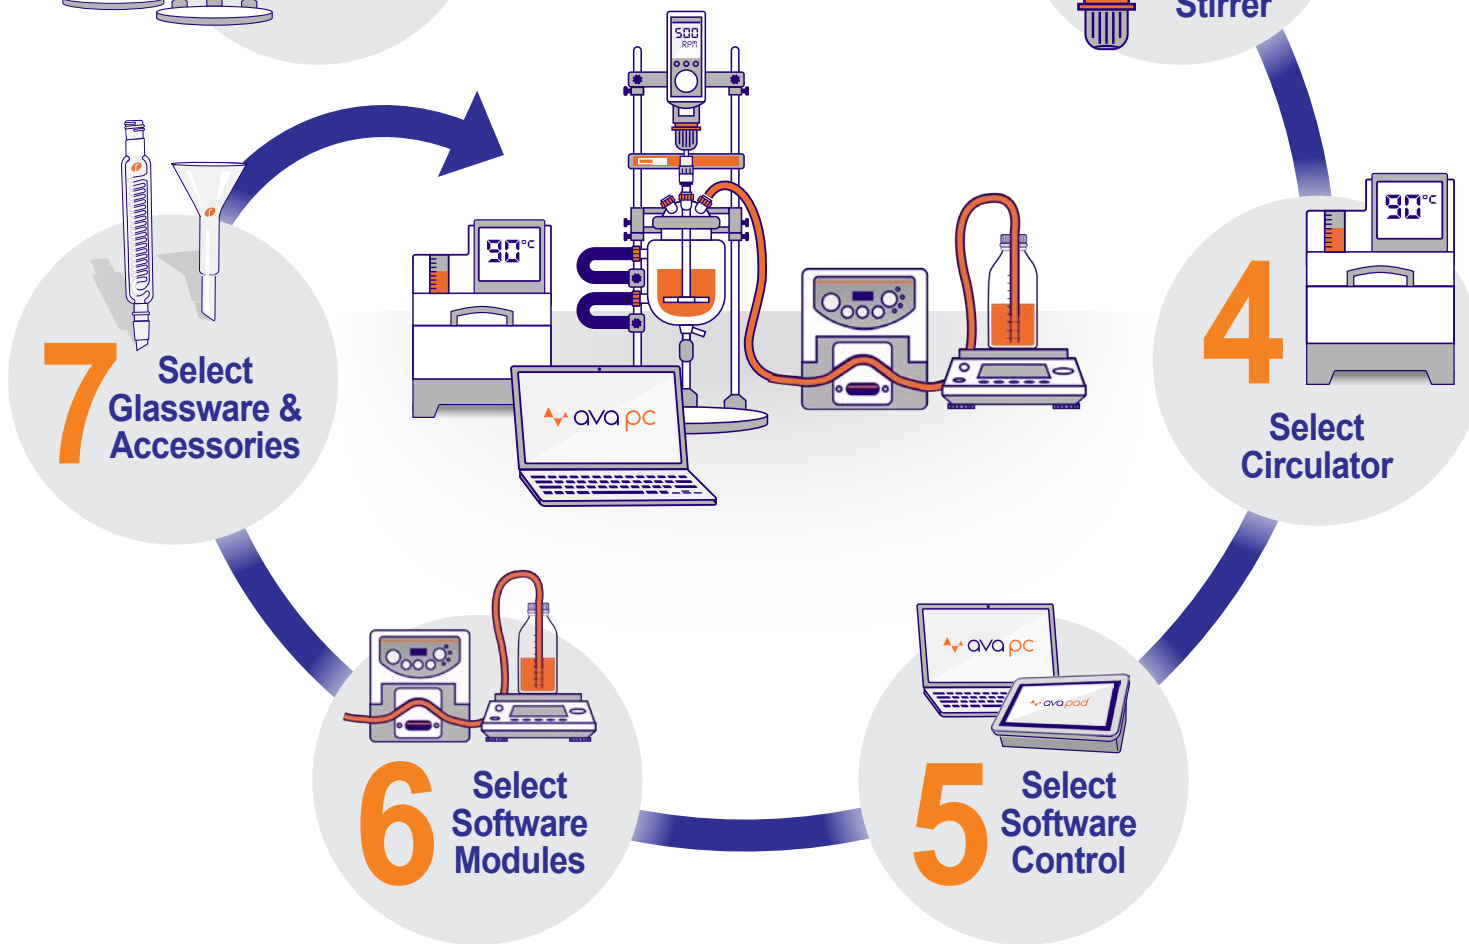 Stirrer
500
RPM
90°C
90°C
4
Select
Circulator
7
Select
Glassware &
Accessories
ava pc
ava pc
ava pad
6
Select
Software
Modules
5
Select
Software
Control